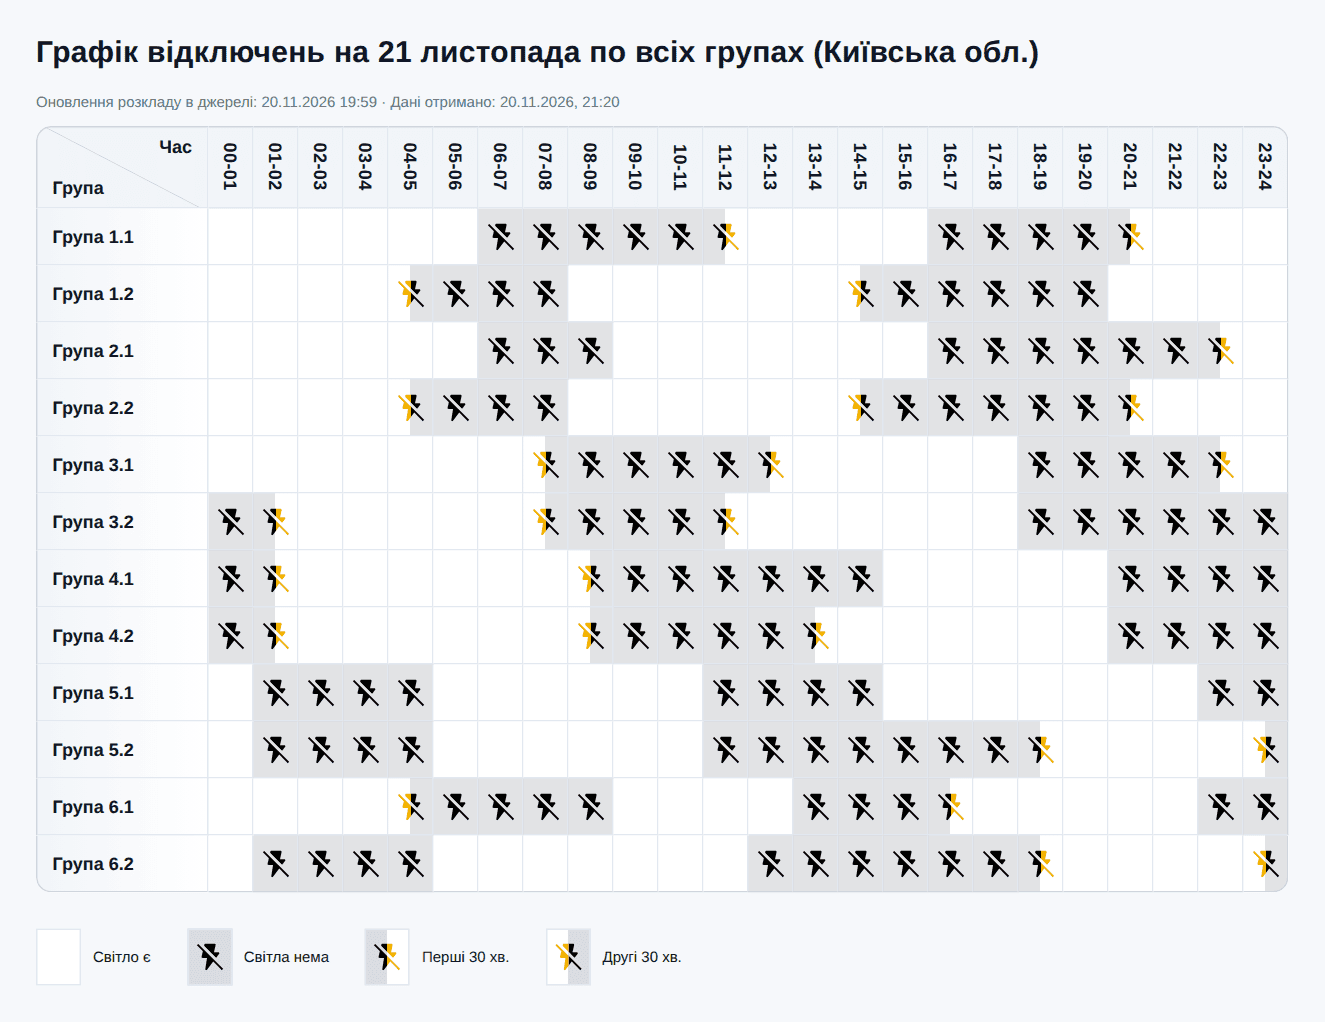 Графік відключень на 21 листопада по всіх групах (Київська обл.)
Оновлення розкладу в джерелі: 20.11.2026 19:59 · Дані отримано: 20.11.2026, 21:20
Час
Група
00-01 01-02 02-03 03-04 04-05 05-06 06-07 07-08 08-09 09-10 10-11 11-12 12-13 13-14 14-15 15-16 16-17 17-18 18-19 19-20 20-21 21-22 22-23 23-24
Група 1.1
Група 1.2
Група 2.1
Група 2.2
Група 3.1
Група 3.2
Група 4.1
Група 4.2
Група 5.1
Група 5.2
Група 6.1
Група 6.2
Світло є Світла нема Перші 30 хв. Другі 30 хв.